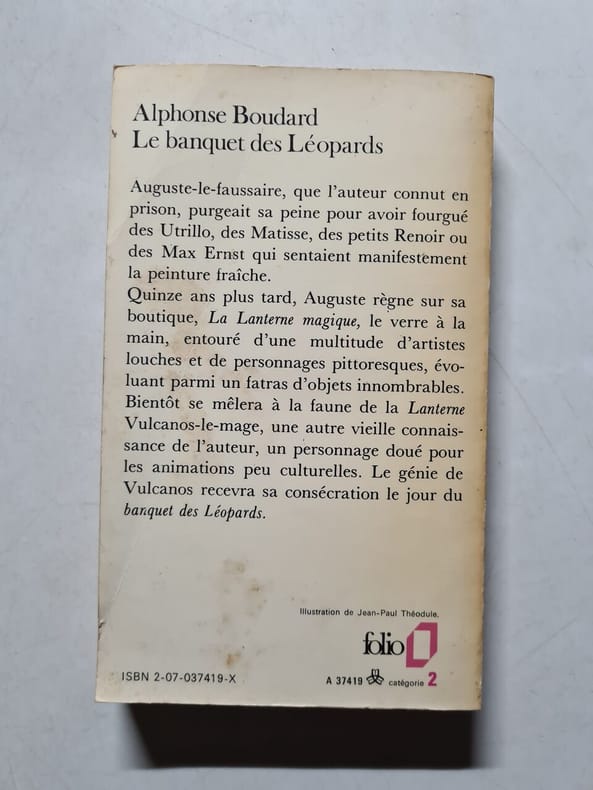 Alphonse Boudard
Le banquet des Léopards
Auguste-le-faussaire, que l'auteur connut en
prison, purgeait sa peine pour avoir fourgué
des Utrillo, des Matisse, des petits Renoir ou
des Max Ernst qui sentaient manifestement
la peinture fraîche.
Quinze ans plus tard, Auguste règne sur sa
boutique, La Lanterne magique, le verre à la
main, entouré d'une multitude d'artistes
louches et de personnages pittoresques, évo-
luant parmi un fatras d'objets innombrables.
Bientôt se mêlera à la faune de la Lanterne
Vulcanos-le-mage, une autre vieille connais-
sance de l'auteur, un personnage doué pour
les animations peu culturelles. Le génie de
Vulcanos recevra sa consécration le jour du
banquet des Léopards.
Illustration de Jean-Paul Théodule.
folio
ISBN 2-07-037419-X
A 37419 catégorie 2